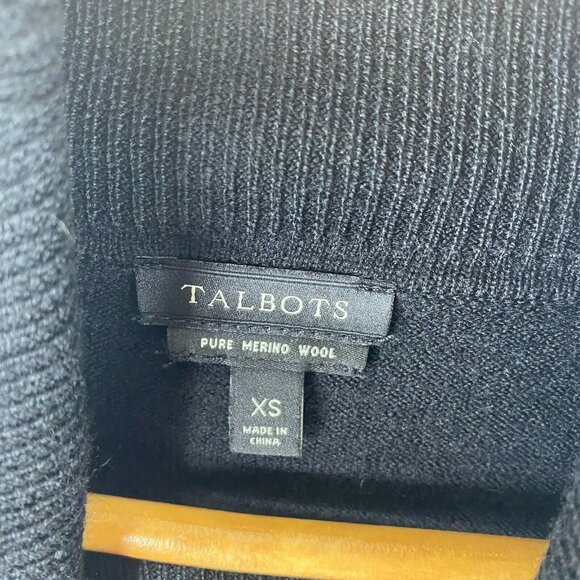 TALBOTS
PURE MERINO WOOL
XS
MADE IN
CHINA